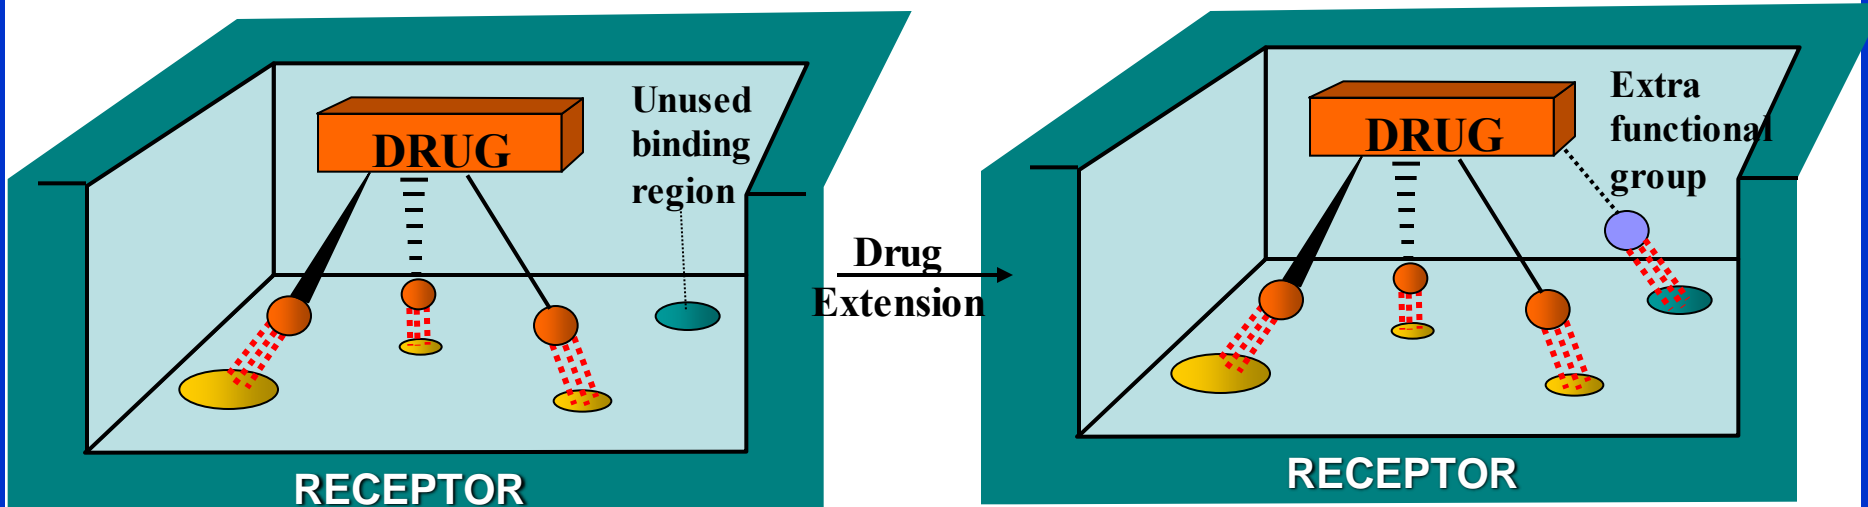 DRUG
Unused
binding
region
RECEPTOR
Drug
Extension
DRUG
Extra
functional
group
RECEPTOR